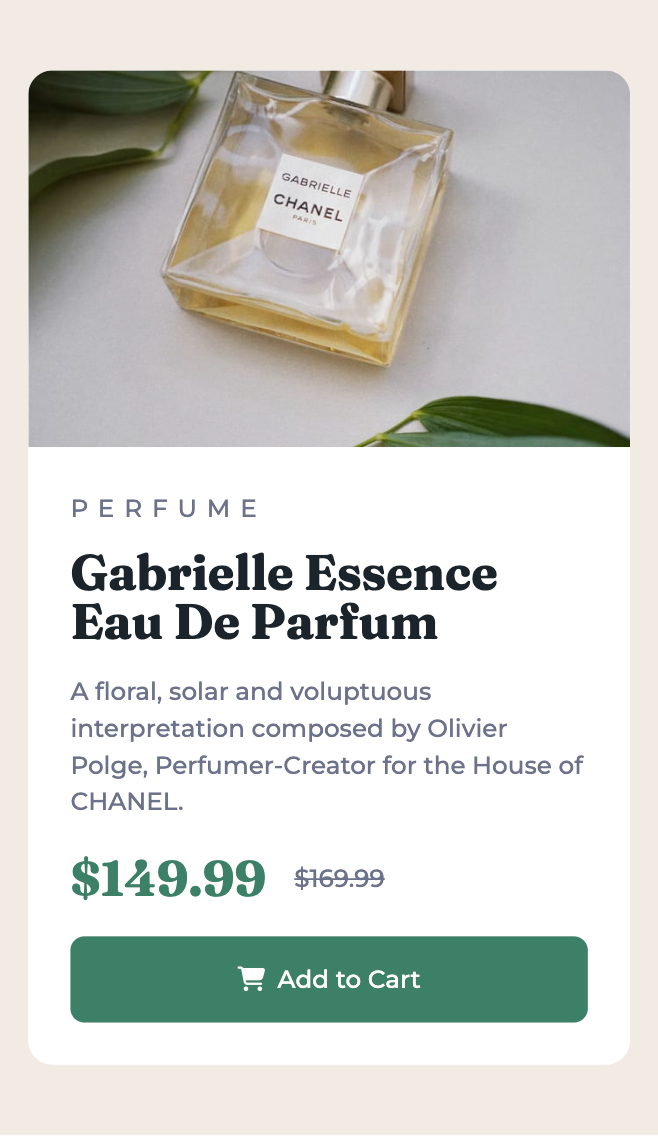 GABRIELLE
CHANEL
PARIS
PERFUME
Gabrielle Essence
Eau De Parfum
A floral, solar and voluptuous
interpretation composed by Olivier
Polge, Perfumer-Creator for the House of
CHANEL.
$149.99 $169.99
Add to Cart